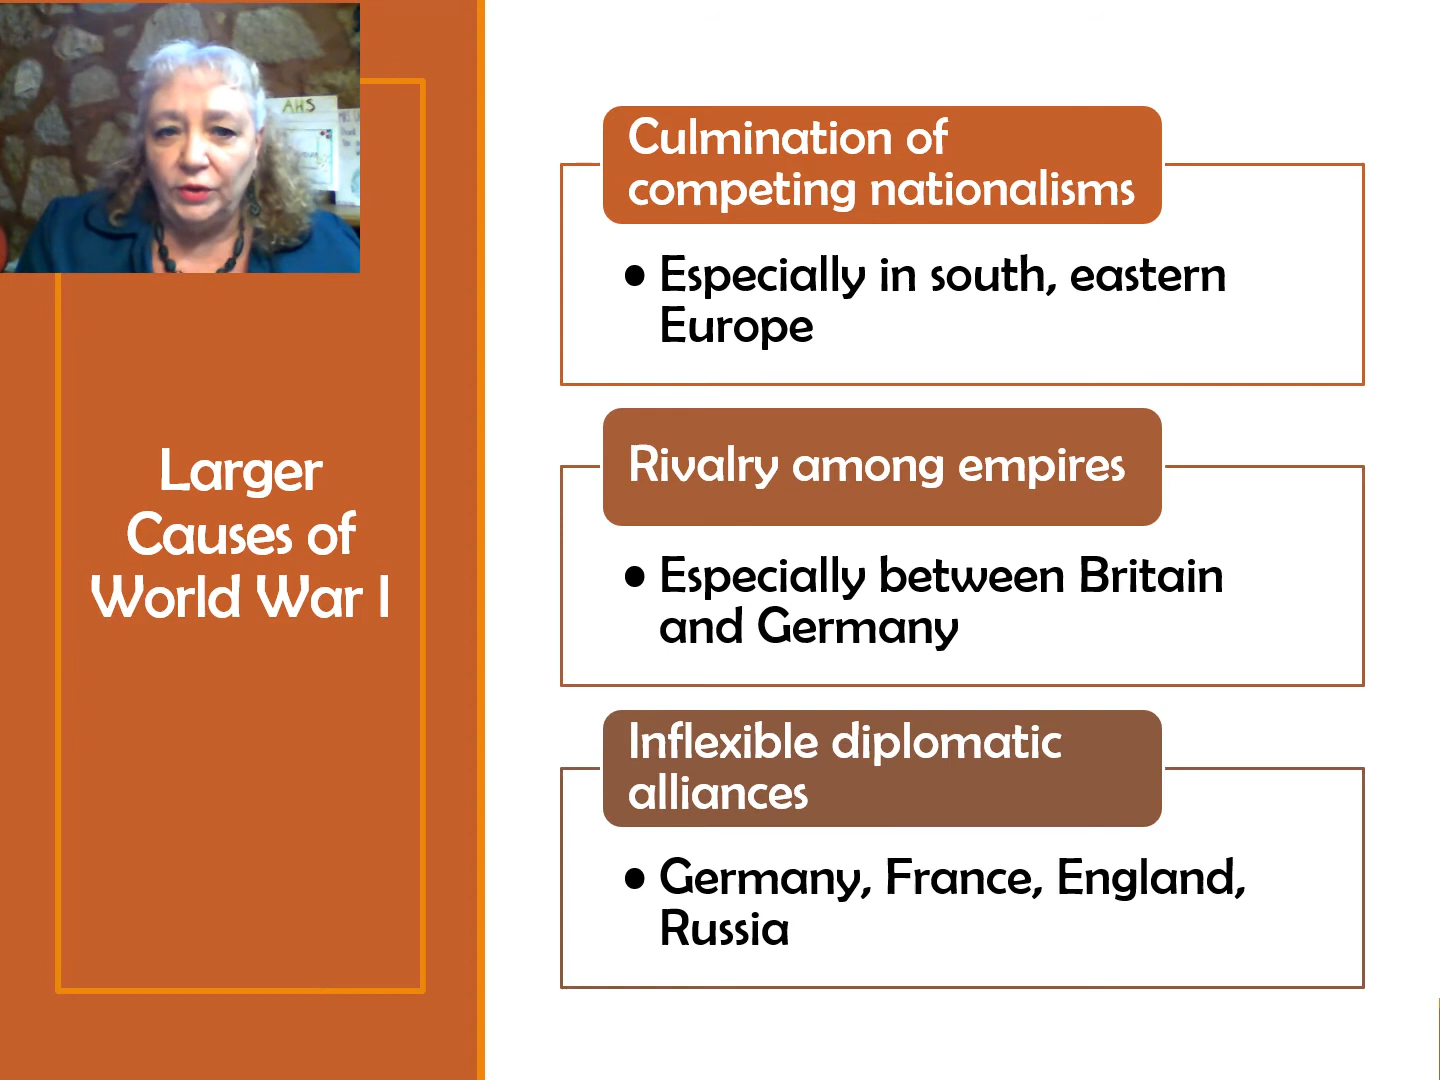 AHS
Larger
Causes of
World War I
Culmination of
competing nationalisms
• Especially in south, eastern
Europe
Rivalry among empires
• Especially between Britain
and Germany
Inflexible diplomatic
alliances
• Germany, France, England,
Russia